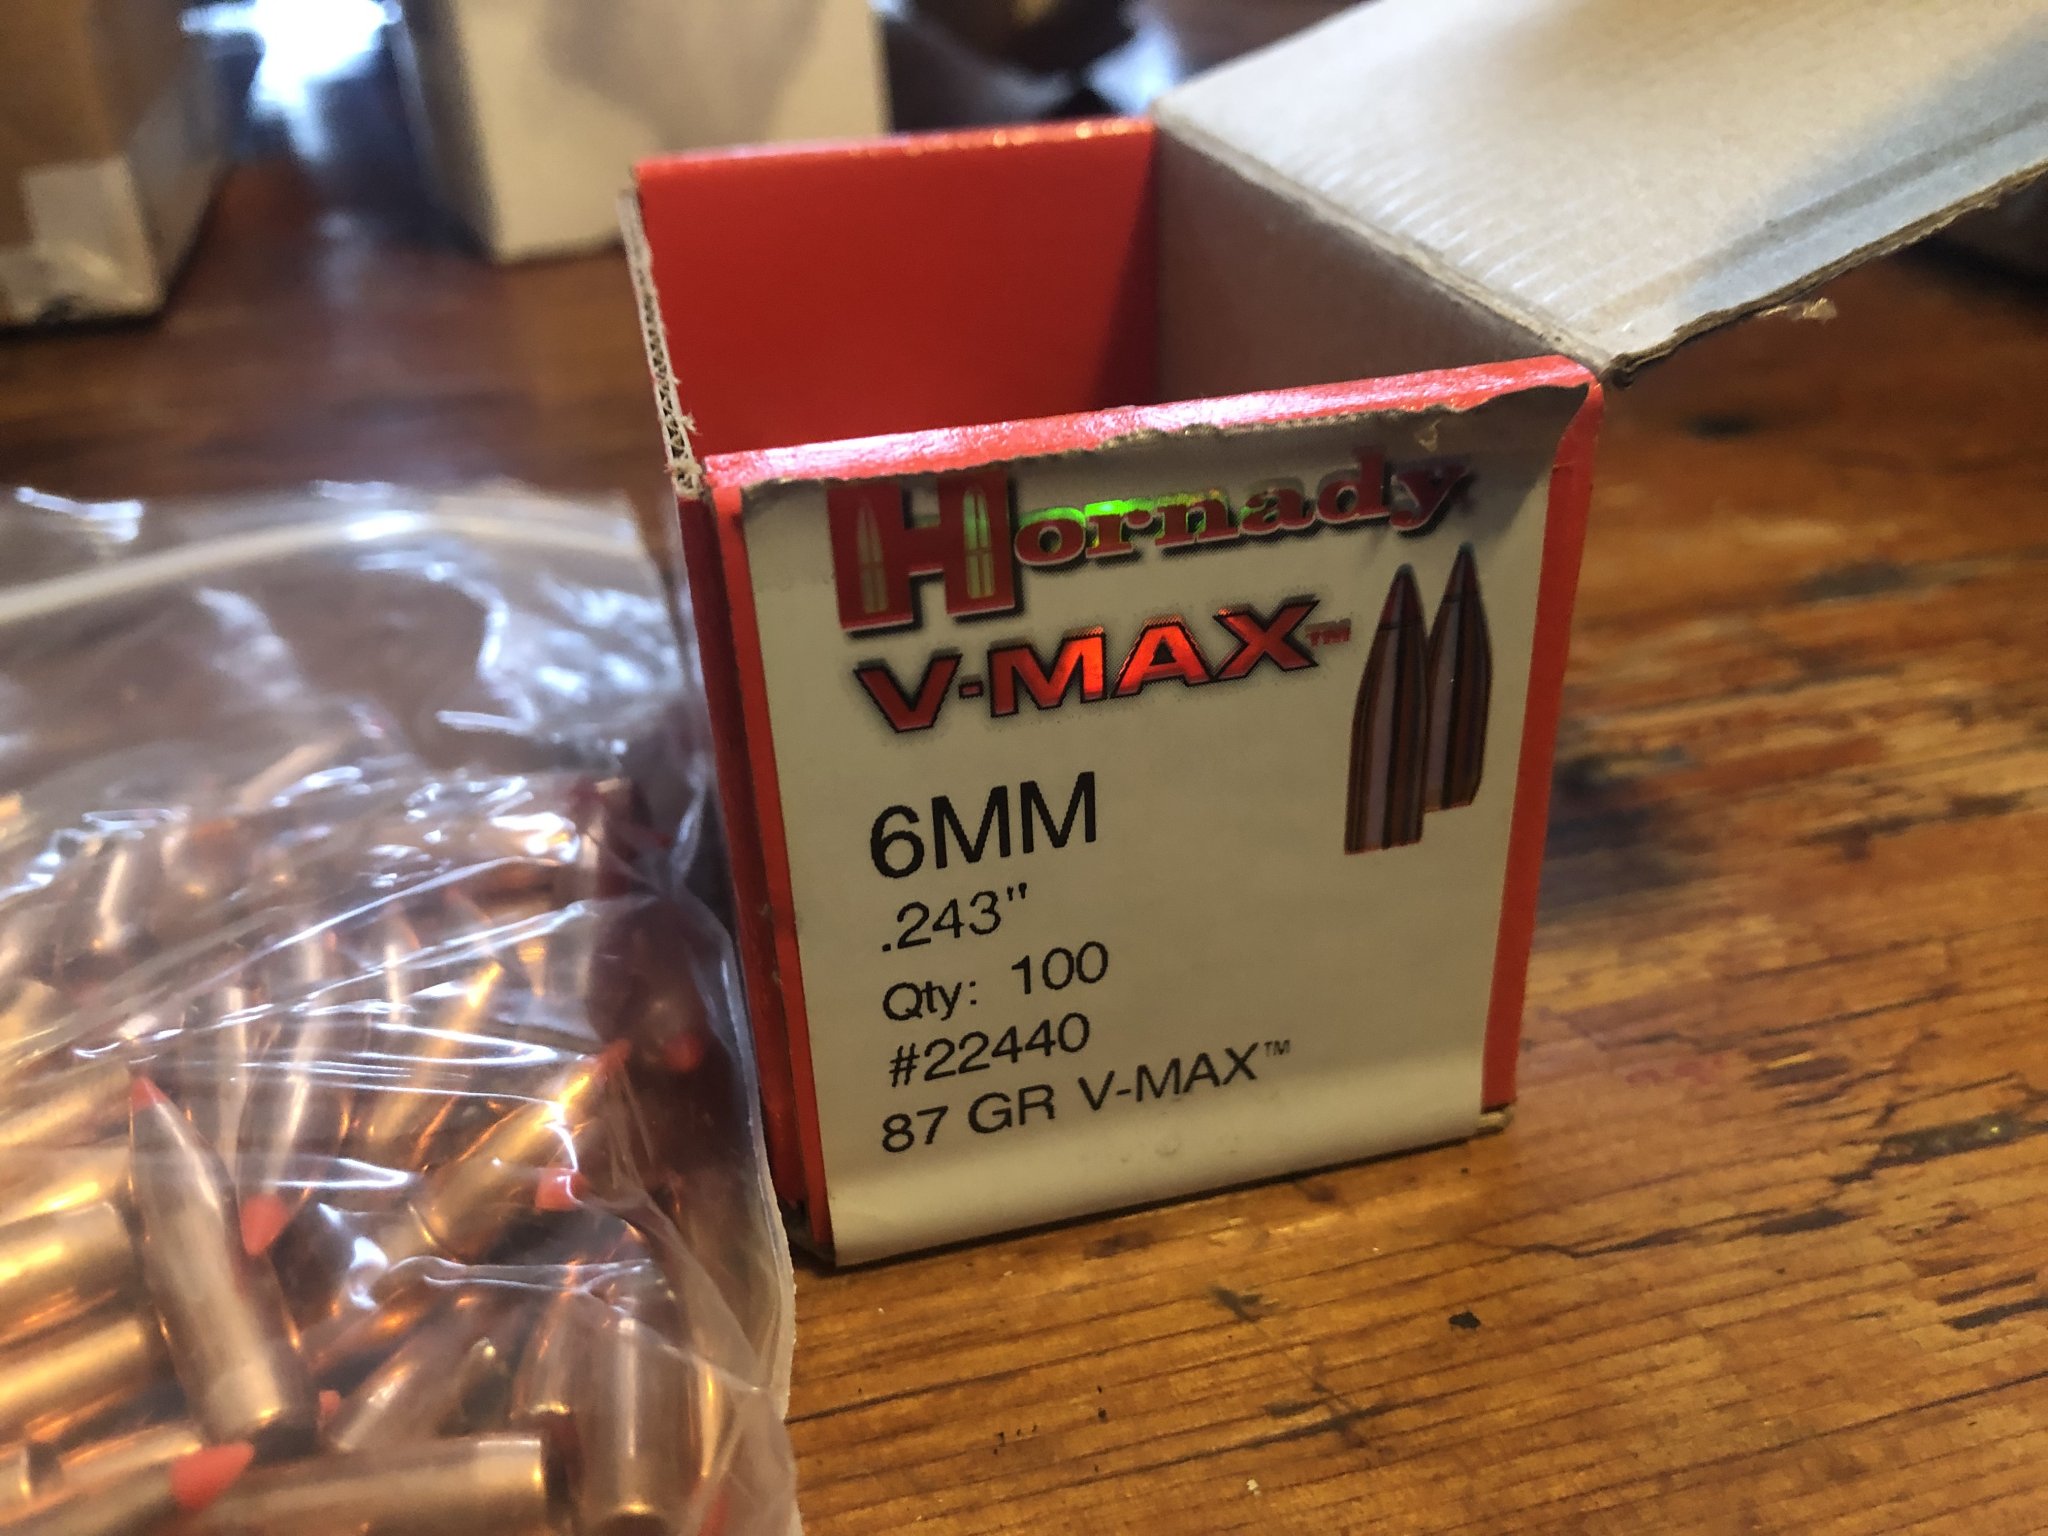 Hornady
V-MAX™
6MM
.243"
Qty: 100
#22440
87 GR V-MAX™